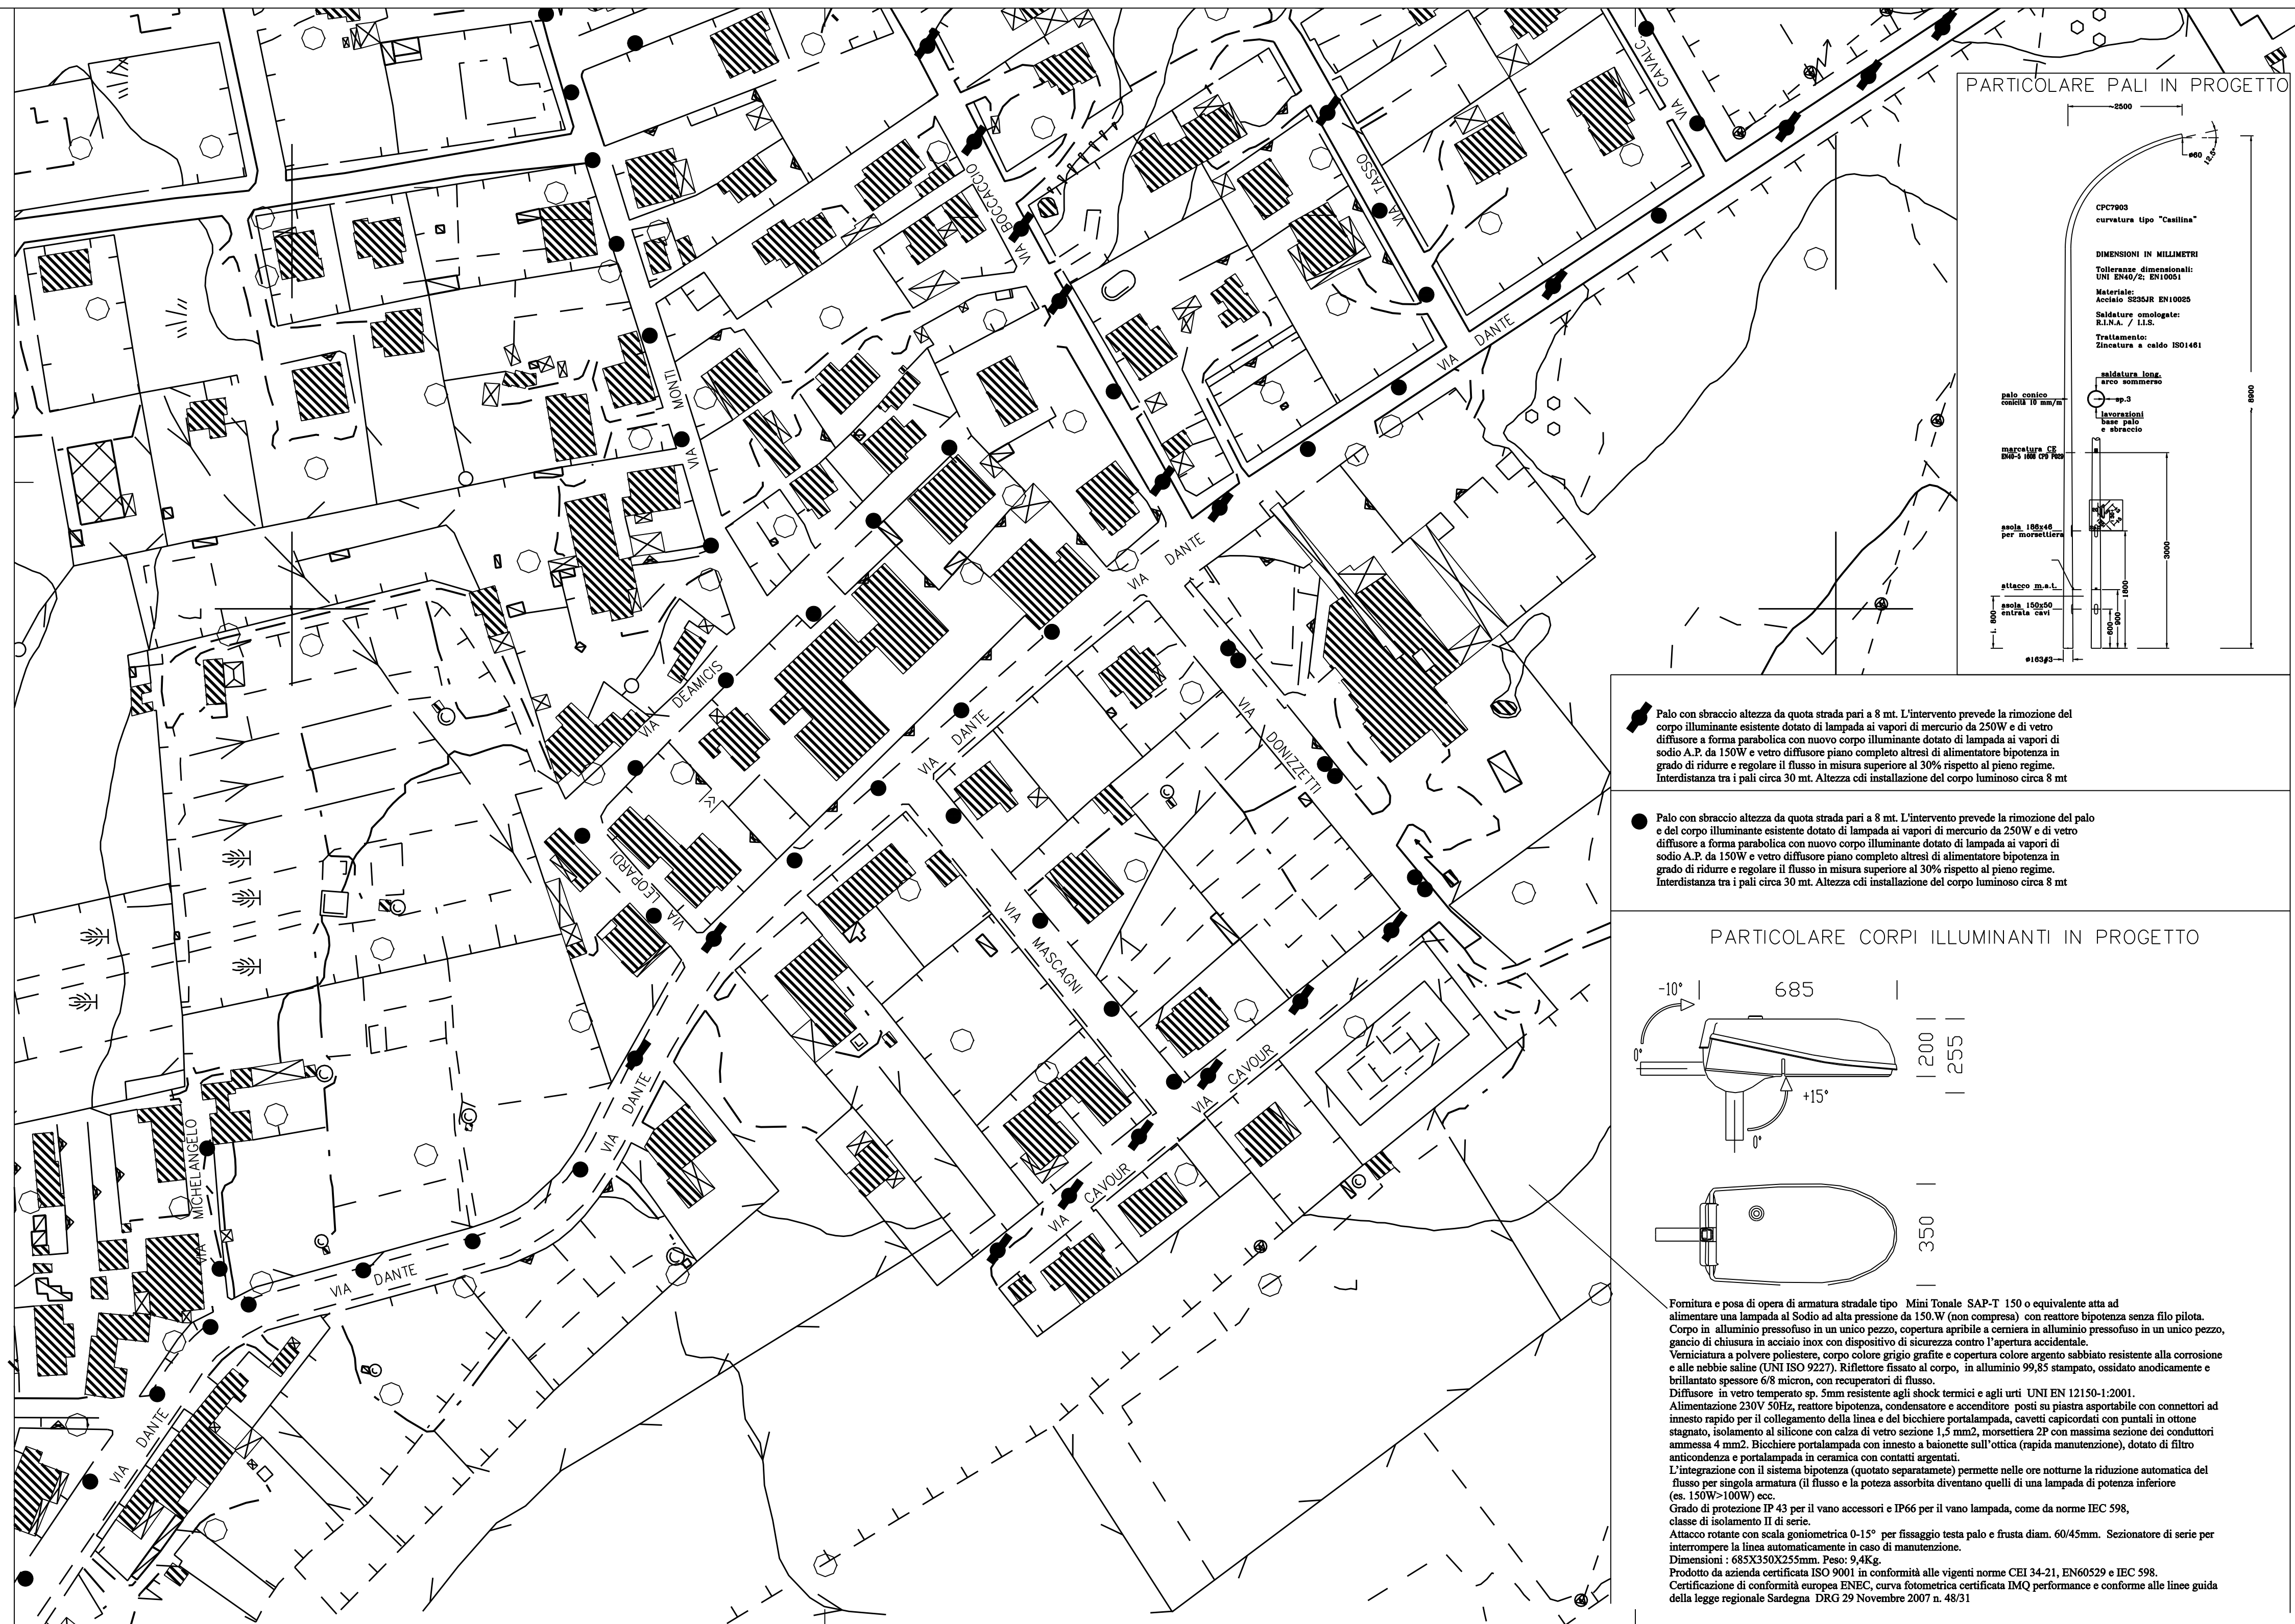 VIA CAVALC.
VIA TASSO
VIA BOCCACCIO
VIA DANTE
VIA MONTI
VIA DANTE
VIA DEAMICIS
VIA DANTE
VIA DONIZZETTI
VIA LEOPARDI
VIA MASCAGNI
VIA DANTE
VIA CAVOUR
VIA CAVOUR
VIA MICHELANGELO
VIA DANTE
VIA DANTE
PARTICOLARE PALI IN PROGETTO
~2500
ø60
12.5°
CPC7903
curvatura tipo "Casilina"
DIMENSIONI IN MILLIMETRI
Tolleranze dimensionali:
UNI EN40/2; EN10051
Materiale:
Acciaio S235JR EN10025
Saldature omologate:
R.I.N.A. / I.I.S.
Trattamento:
Zincatura a caldo ISO1461
saldatura long.
arco sommerso
palo conico
conicità 10 mm/m
sp.3
lavorazioni
base palo
e sbraccio
8900
marcatura CE
EN40-5 1608 CPD P029
asola 186x46
per morsettiera
3000
1800
attacco m.a.t.
asola 150x50
entrata cavi
i. 800
600
900
ø163#3
Palo con sbraccio altezza da quota strada pari a 8 mt. L'intervento prevede la rimozione del
corpo illuminante esistente dotato di lampada ai vapori di mercurio da 250W e di vetro
diffusore a forma parabolica con nuovo corpo illuminante dotato di lampada ai vapori di
sodio A.P. da 150W e vetro diffusore piano completo altresì di alimentatore bipotenza in
grado di ridurre e regolare il flusso in misura superiore al 30% rispetto al pieno regime.
Interdistanza tra i pali circa 30 mt. Altezza cdi installazione del corpo luminoso circa 8 mt
Palo con sbraccio altezza da quota strada pari a 8 mt. L'intervento prevede la rimozione del palo
e del corpo illuminante esistente dotato di lampada ai vapori di mercurio da 250W e di vetro
diffusore a forma parabolica con nuovo corpo illuminante dotato di lampada ai vapori di
sodio A.P. da 150W e vetro diffusore piano completo altresì di alimentatore bipotenza in
grado di ridurre e regolare il flusso in misura superiore al 30% rispetto al pieno regime.
Interdistanza tra i pali circa 30 mt. Altezza cdi installazione del corpo luminoso circa 8 mt
PARTICOLARE CORPI ILLUMINANTI IN PROGETTO
-10°
685
0°
200
255
+15°
0°
350
Fornitura e posa di opera di armatura stradale tipo Mini Tonale SAP-T 150 o equivalente atta ad
alimentare una lampada al Sodio ad alta pressione da 150.W (non compresa) con reattore bipotenza senza filo pilota.
Corpo in alluminio pressofuso in un unico pezzo, copertura apribile a cerniera in alluminio pressofuso in un unico pezzo,
gancio di chiusura in acciaio inox con dispositivo di sicurezza contro l'apertura accidentale.
Verniciatura a polvere poliestere, corpo colore grigio grafite e copertura colore argento sabbiato resistente alla corrosione
e alle nebbie saline (UNI ISO 9227). Riflettore fissato al corpo, in alluminio 99,85 stampato, ossidato anodicamente e
brillantato spessore 6/8 micron, con recuperatori di flusso.
Diffusore in vetro temperato sp. 5mm resistente agli shock termici e agli urti UNI EN 12150-1:2001.
Alimentazione 230V 50Hz, reattore bipotenza, condensatore e accenditore posti su piastra asportabile con connettori ad
innesto rapido per il collegamento della linea e del bicchiere portalampada, cavetti capicordati con puntali in ottone
stagnato, isolamento al silicone con calza di vetro sezione 1,5 mm2, morsettiera 2P con massima sezione dei conduttori
ammessa 4 mm2. Bicchiere portalampada con innesto a baionette sull'ottica (rapida manutenzione), dotato di filtro
anticondenza e portalampada in ceramica con contatti argentati.
L'integrazione con il sistema bipotenza (quotato separatamete) permette nelle ore notturne la riduzione automatica del
flusso per singola armatura (il flusso e la poteza assorbita diventano quelli di una lampada di potenza inferiore
(es. 150W>100W) ecc.
Grado di protezione IP 43 per il vano accessori e IP66 per il vano lampada, come da norme IEC 598,
classe di isolamento II di serie.
Attacco rotante con scala goniometrica 0-15° per fissaggio testa palo e frusta diam. 60/45mm. Sezionatore di serie per
interrompere la linea automaticamente in caso di manutenzione.
Dimensioni : 685X350X255mm. Peso: 9,4Kg.
Prodotto da azienda certificata ISO 9001 in conformità alle vigenti norme CEI 34-21, EN60529 e IEC 598.
Certificazione di conformità europea ENEC, curva fotometrica certificata IMQ performance e conforme alle linee guida
della legge regionale Sardegna DRG 29 Novembre 2007 n. 48/31